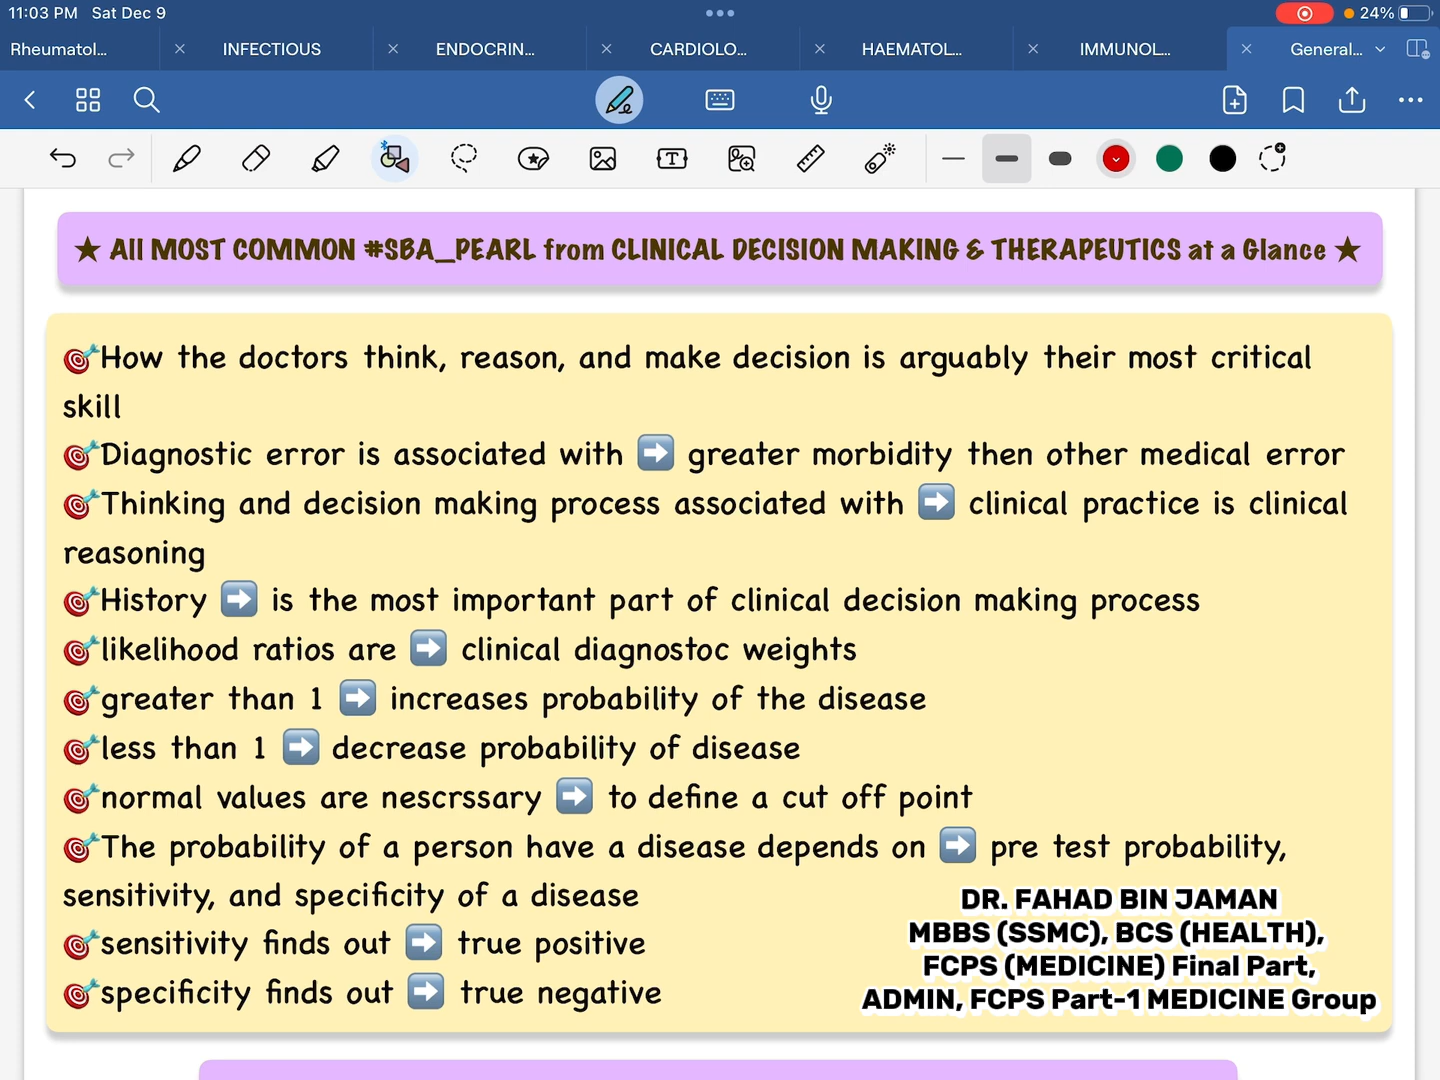 11:03 PM Sat Dec 9
24%
Rheumatol...
INFECTIOUS
ENDOCRIN...
CARDIOLO...
HAEMATOL...
IMMUNOL...
General...
★ All MOST COMMON #SBA_PEARL from CLINICAL DECISION MAKING & THERAPEUTICS at a Glance ★
🎯How the doctors think, reason, and make decision is arguably their most critical
skill
🎯Diagnostic error is associated with ➡️ greater morbidity then other medical error
🎯Thinking and decision making process associated with ➡️ clinical practice is clinical
reasoning
🎯History ➡️ is the most important part of clinical decision making process
🎯likelihood ratios are ➡️ clinical diagnostoc weights
🎯greater than 1 ➡️ increases probability of the disease
🎯less than 1 ➡️ decrease probability of disease
🎯normal values are nescrssary ➡️ to define a cut off point
🎯The probability of a person have a disease depends on ➡️ pre test probability,
sensitivity, and specificity of a disease
🎯sensitivity finds out ➡️ true positive
🎯specificity finds out ➡️ true negative
DR. FAHAD BIN JAMAN
MBBS (SSMC), BCS (HEALTH),
FCPS (MEDICINE) Final Part,
ADMIN, FCPS Part-1 MEDICINE Group